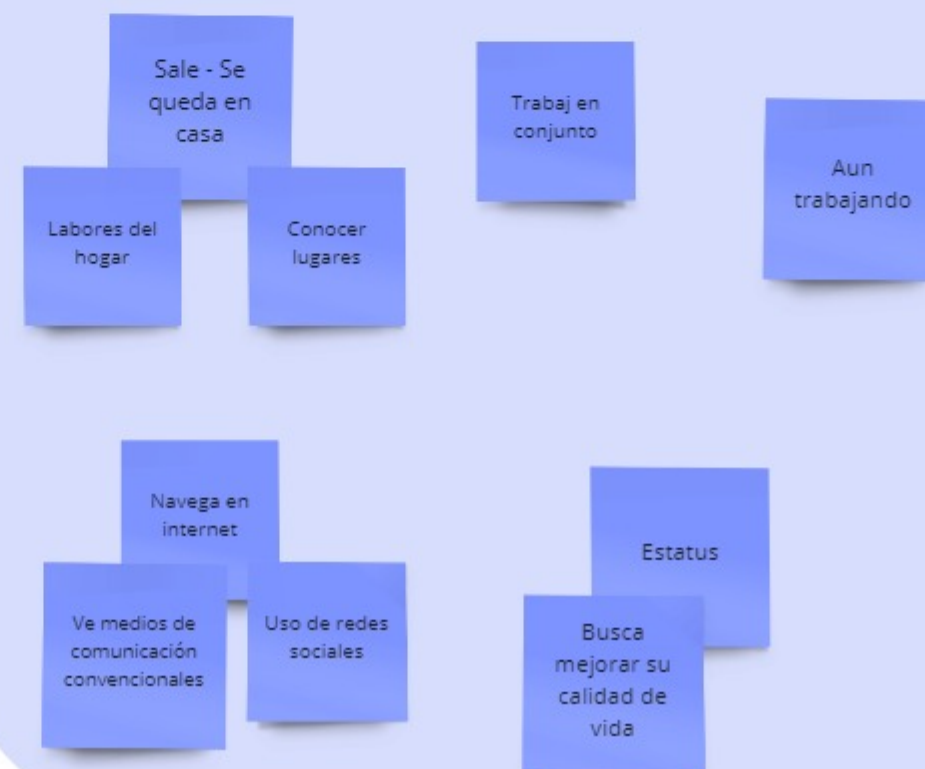 Sale - Se
queda en
casa
Labores del
hogar
Conocer
lugares
Trabaj en
conjunto
Aun
trabajando
Navega en
internet
Ve medios de
comunicación
convencionales
Uso de redes
sociales
Estatus
Busca
mejorar su
calidad de
vida